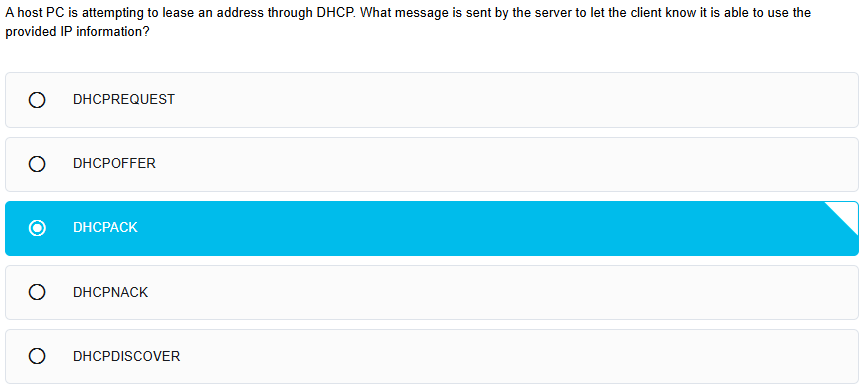 A host PC is attempting to lease an address through DHCP. What message is sent by the server to let the client know it is able to use the
provided IP information?
DHCPREQUEST
DHCPOFFER
DHCPACK
DHCPNACK
DHCPDISCOVER